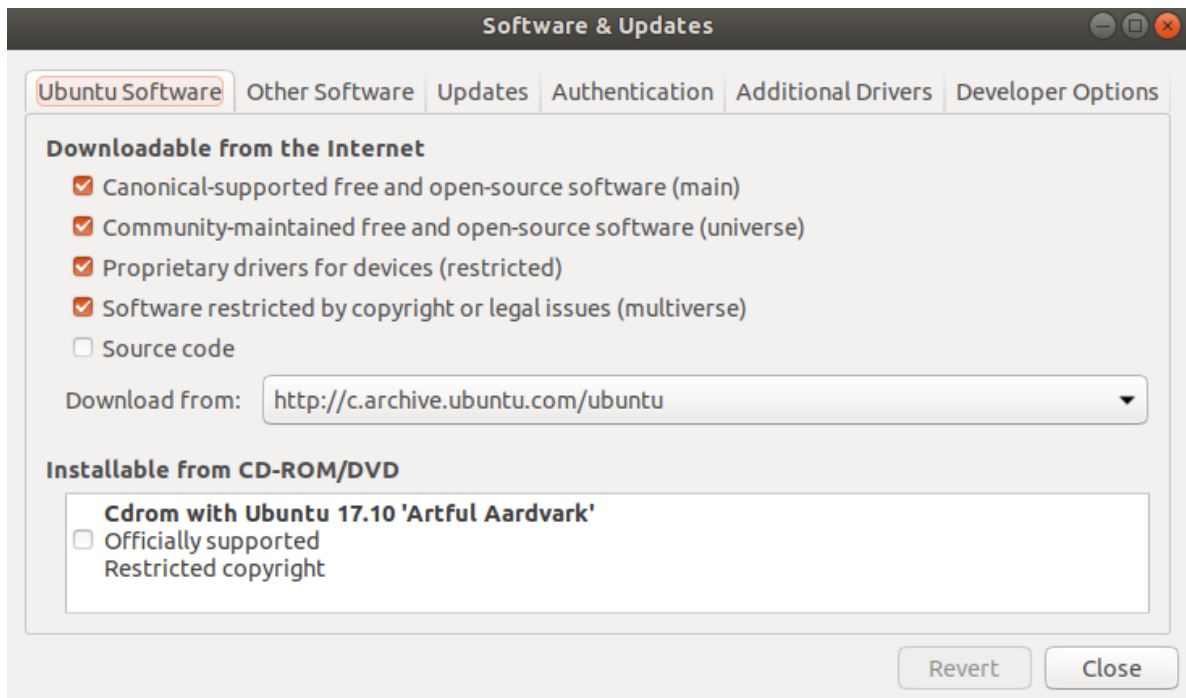 Software & Updates
Ubuntu Software Other Software Updates Authentication Additional Drivers Developer Options
Downloadable from the Internet
Canonical-supported free and open-source software (main)
Community-maintained free and open-source software (universe)
Proprietary drivers for devices (restricted)
Software restricted by copyright or legal issues (multiverse)
Source code
Download from: http://c.archive.ubuntu.com/ubuntu
Installable from CD-ROM/DVD
Cdrom with Ubuntu 17.10 'Artful Aardvark'
Officially supported
Restricted copyright
Revert Close